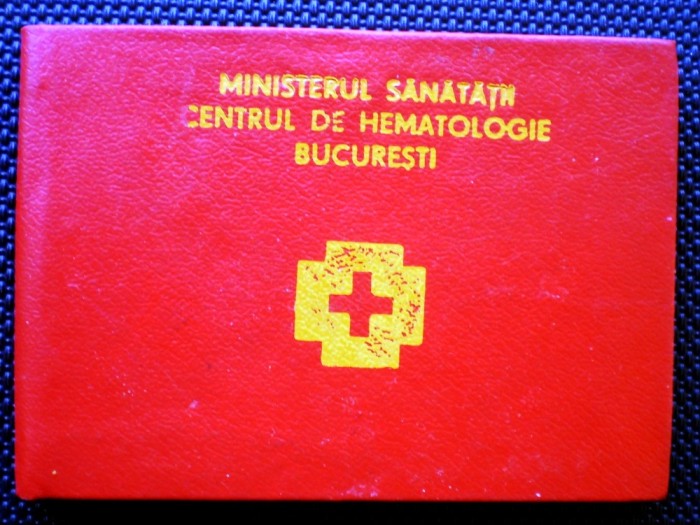 MINISTERUL SĂNĂTĂȚII
CENTRUL DE HEMATOLOGIE
BUCUREȘTI